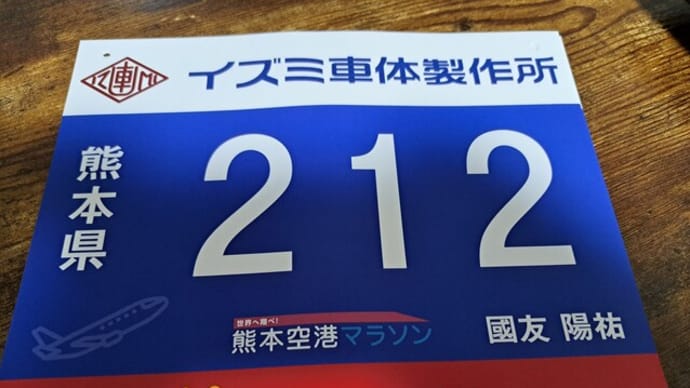 イズミ車体製作所
熊本県
212
世界へ翔べ!
熊本空港マラソン
國友 陽祐